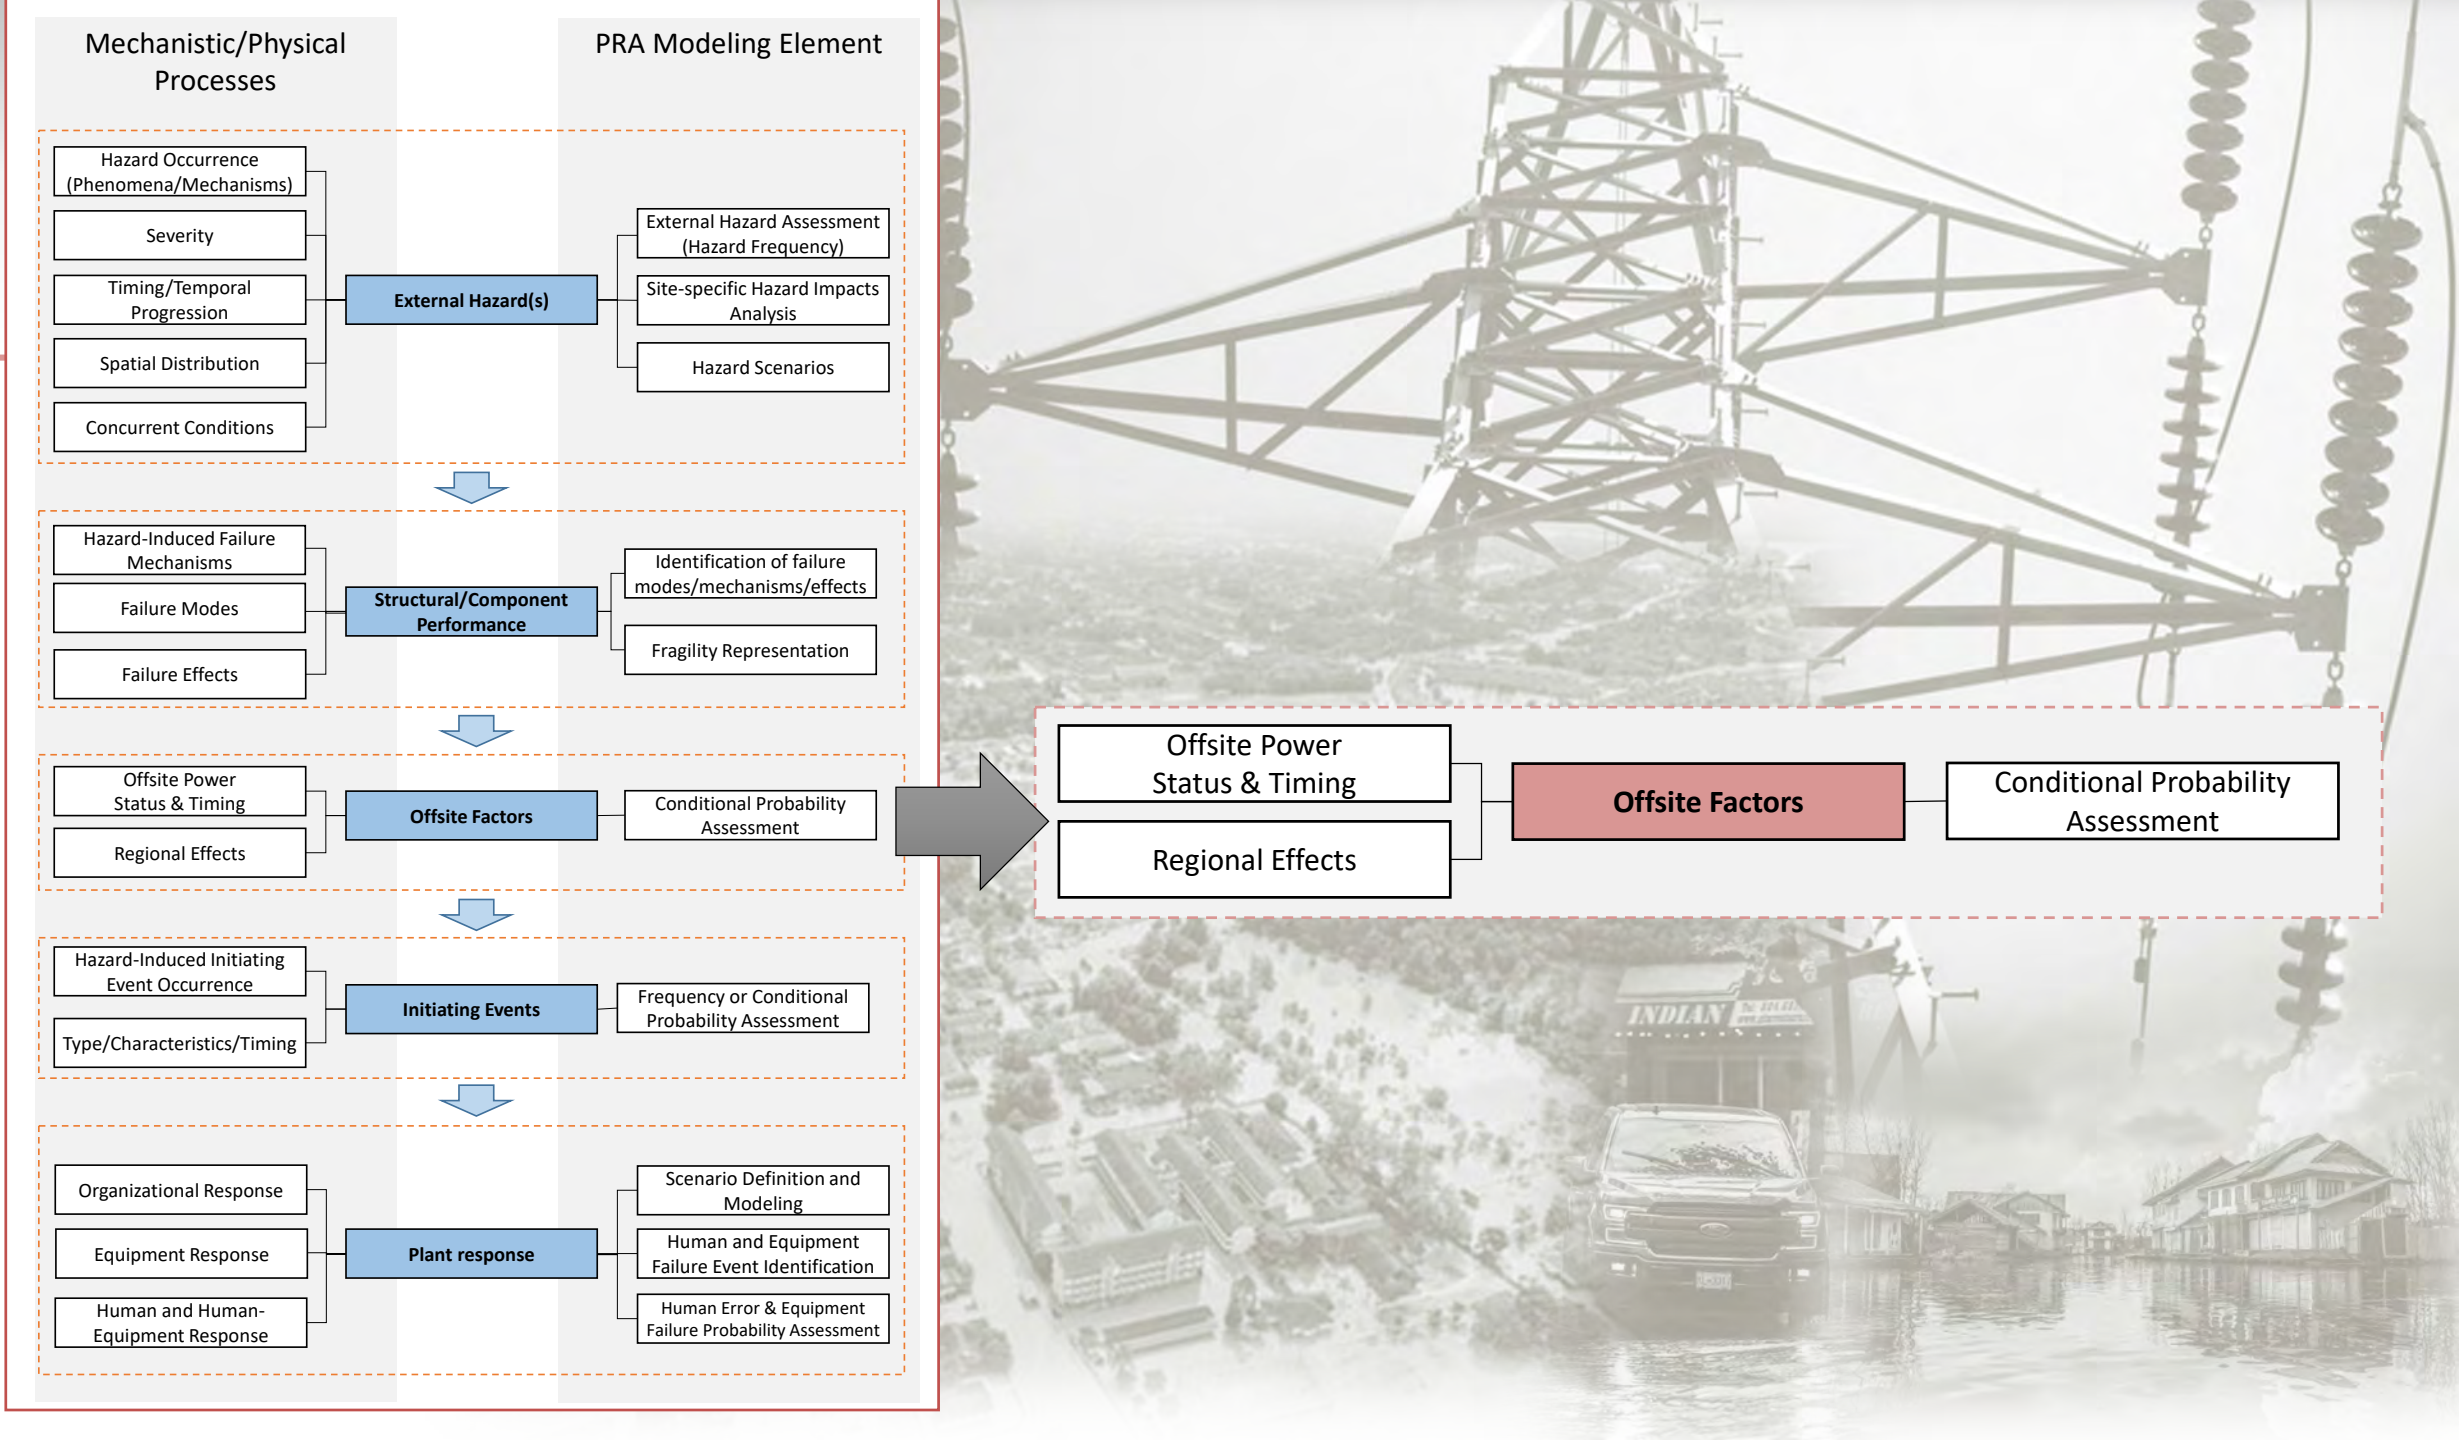 Mechanistic/Physical
Processes
PRA Modeling Element
Hazard Occurrence
(Phenomena/Mechanisms)
Severity
Timing/Temporal
Progression
Spatial Distribution
Concurrent Conditions
External Hazard(s)
External Hazard Assessment
(Hazard Frequency)
Site-specific Hazard Impacts
Analysis
Hazard Scenarios
Hazard-Induced Failure
Mechanisms
Failure Modes
Failure Effects
Structural/Component
Performance
Identification of failure
modes/mechanisms/effects
Fragility Representation
Offsite Power
Status & Timing
Regional Effects
Offsite Factors
Conditional Probability
Assessment
Hazard-Induced Initiating
Event Occurrence
Type/Characteristics/Timing
Initiating Events
Frequency or Conditional
Probability Assessment
Organizational Response
Equipment Response
Human and Human-
Equipment Response
Plant response
Scenario Definition and
Modeling
Human and Equipment
Failure Event Identification
Human Error & Equipment
Failure Probability Assessment
Offsite Power
Status & Timing
Regional Effects
Offsite Factors
Conditional Probability
Assessment
INDIAN